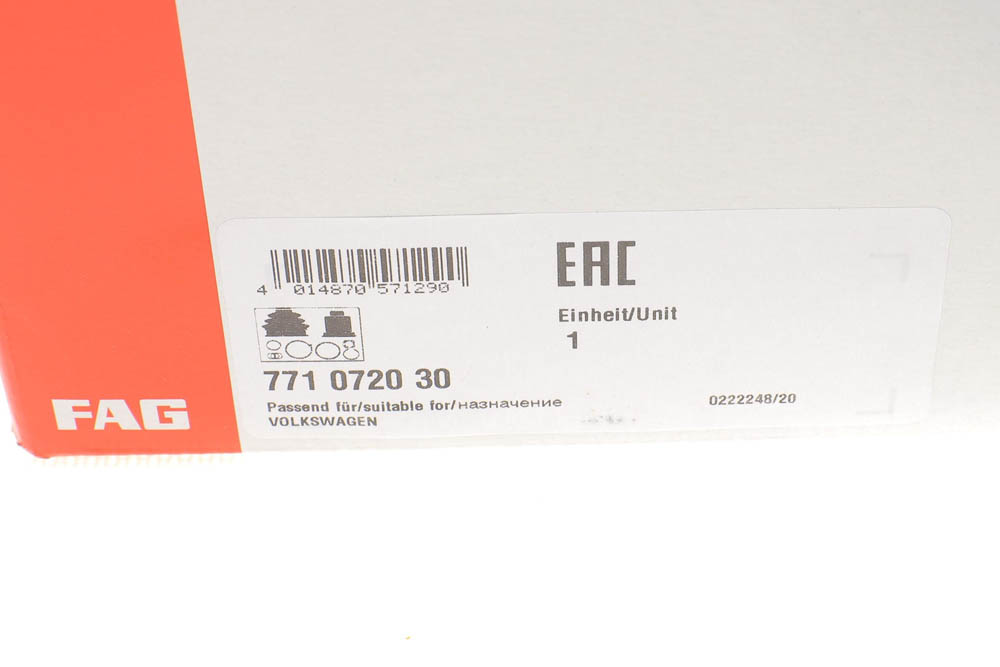 4 014870 571290
EAC
Einheit/Unit
1
771 0720 30
Passend für/suitable for/назначение
VOLKSWAGEN
0222248/20
FAG